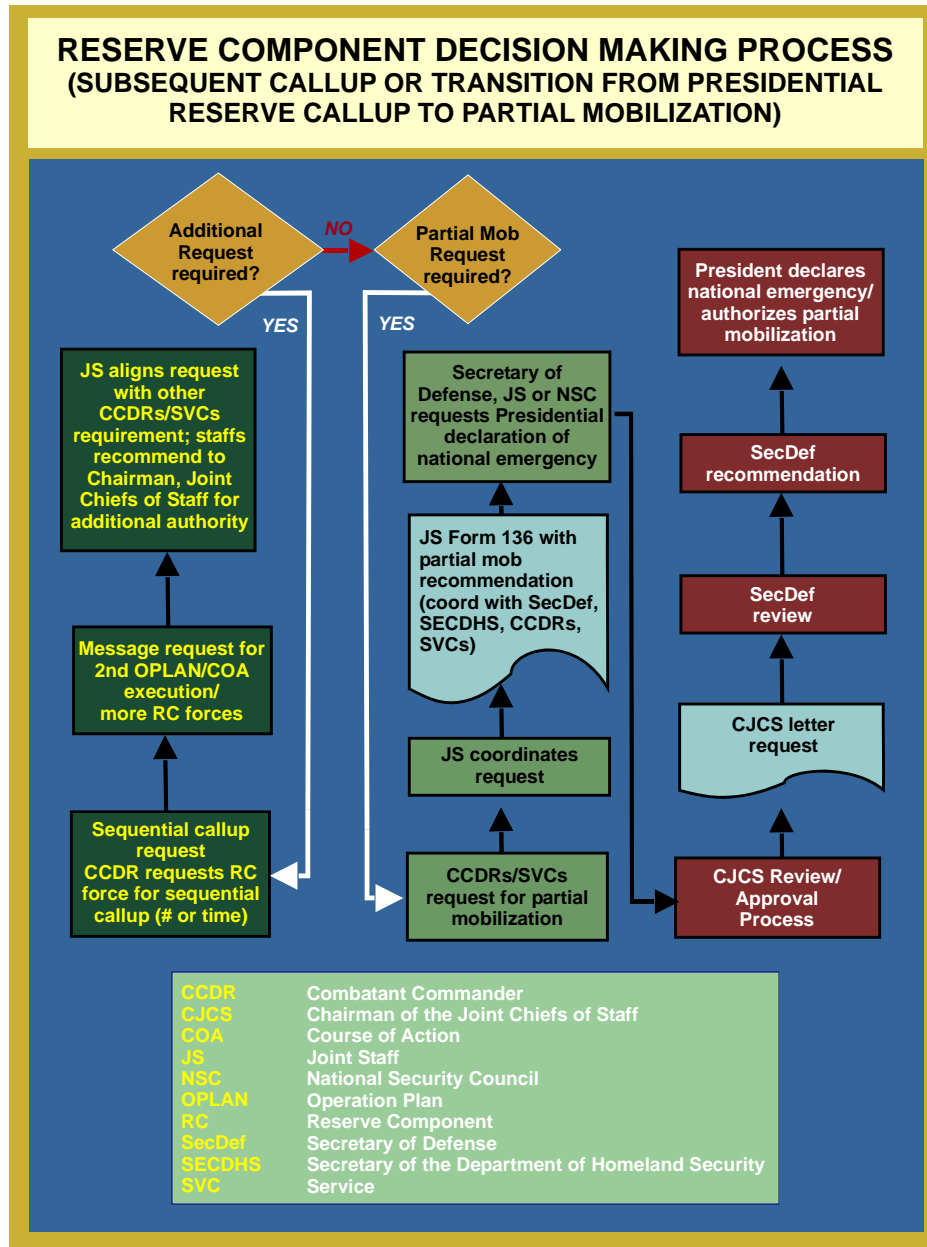 RESERVE COMPONENT DECISION MAKING PROCESS
(SUBSEQUENT CALLUP OR TRANSITION FROM PRESIDENTIAL
RESERVE CALLUP TO PARTIAL MOBILIZATION)
Additional
Request
required?
NO
Partial Mob
Request
required?
YES
YES
JS aligns request
with other
CCDRs/SVCs
requirement; staffs
recommend to
Chairman, Joint
Chiefs of Staff for
additional authority
Message request for
2nd OPLAN/COA
execution/
more RC forces
Sequential callup
request
CCDR requests RC
force for sequential
callup (# or time)
Secretary of
Defense, JS or NSC
requests Presidential
declaration of
national emergency
JS Form 136 with
partial mob
recommendation
(coord with SecDef,
SECDHS, CCDRs,
SVCs)
JS coordinates
request
CCDRs/SVCs
request for partial
mobilization
President declares
national emergency/
authorizes partial
mobilization
SecDef
recommendation
SecDef
review
CJCS letter
request
CJCS Review/
Approval
Process
CCDR Combatant Commander
CJCS Chairman of the Joint Chiefs of Staff
COA Course of Action
JS Joint Staff
NSC National Security Council
OPLAN Operation Plan
RC Reserve Component
SecDef Secretary of Defense
SECDHS Secretary of the Department of Homeland Security
SVC Service